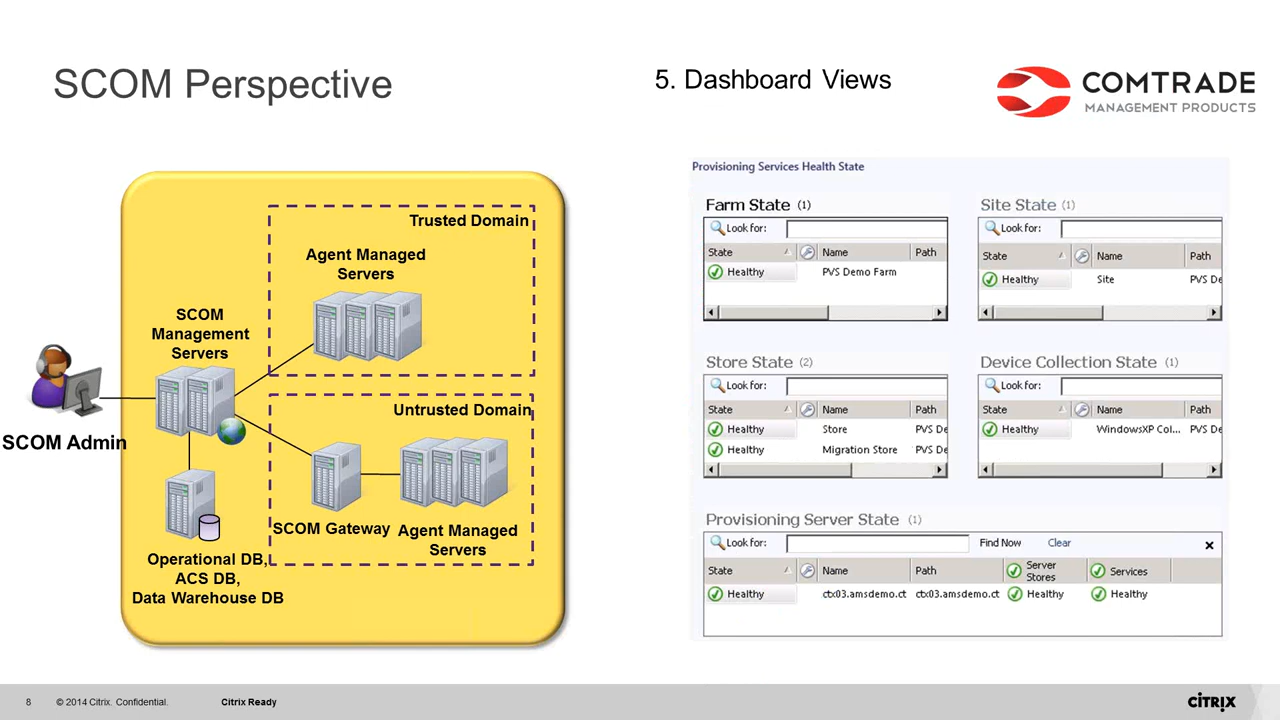 SCOM Perspective
5. Dashboard Views
COMTRADE
MANAGEMENT PRODUCTS
Trusted Domain
Agent Managed
Servers
SCOM
Management
Servers
Untrusted Domain
SCOM Admin
SCOM Gateway
Agent Managed
Servers
Operational DB,
ACS DB,
Data Warehouse DB
Provisioning Services Health State
Farm State (1)
Look for:
State Name Path
Healthy PVS Demo Farm
Site State (1)
Look for:
State Name Path
Healthy Site PVS De
Store State (2)
Look for:
State Name Path
Healthy Store PVS De
Healthy Migration Store PVS De
Device Collection State (1)
Look for:
State Name Path
Healthy WindowsXP Col... PVS De
Provisioning Server State (1)
Look for: Find Now Clear
State Name Path Server Stores Services
Healthy ctx03.amsdemo.ct ctx03.amsdemo.ct Healthy Healthy
8 © 2014 Citrix. Confidential. Citrix Ready
CITRIX